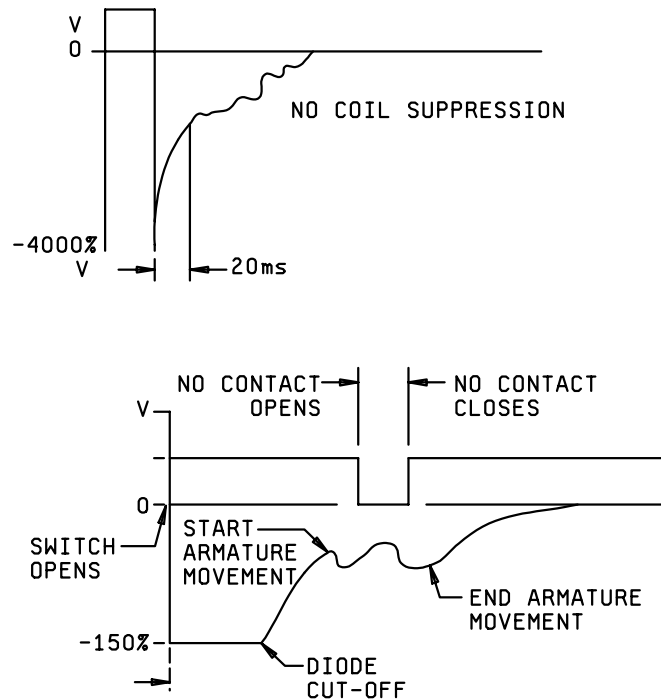 V
0
NO COIL SUPPRESSION
-4000%
V
20ms
NO CONTACT
OPENS
NO CONTACT
CLOSES
V
0
SWITCH
OPENS
START
ARMATURE
MOVEMENT
END ARMATURE
MOVEMENT
-150%
DIODE
CUT-OFF